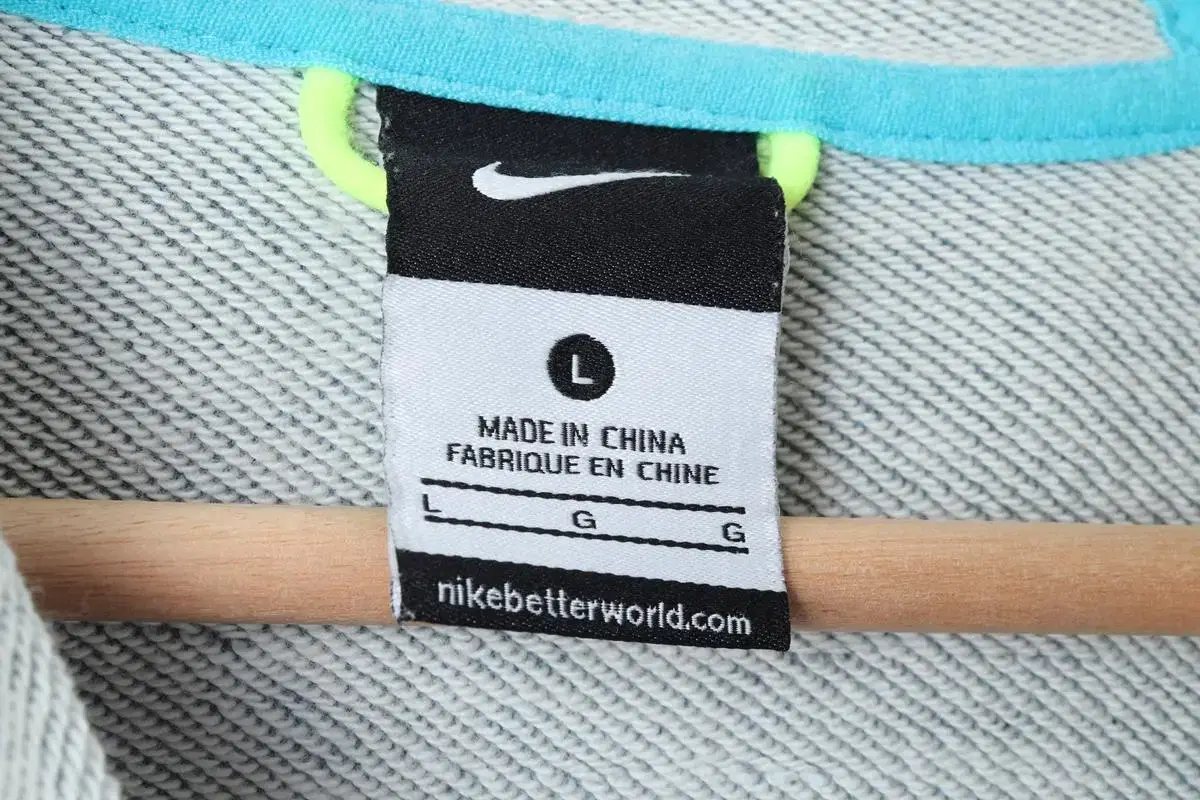 L
MADE IN CHINA
FABRIQUE EN CHINE
L G G
nikebetterworld.com